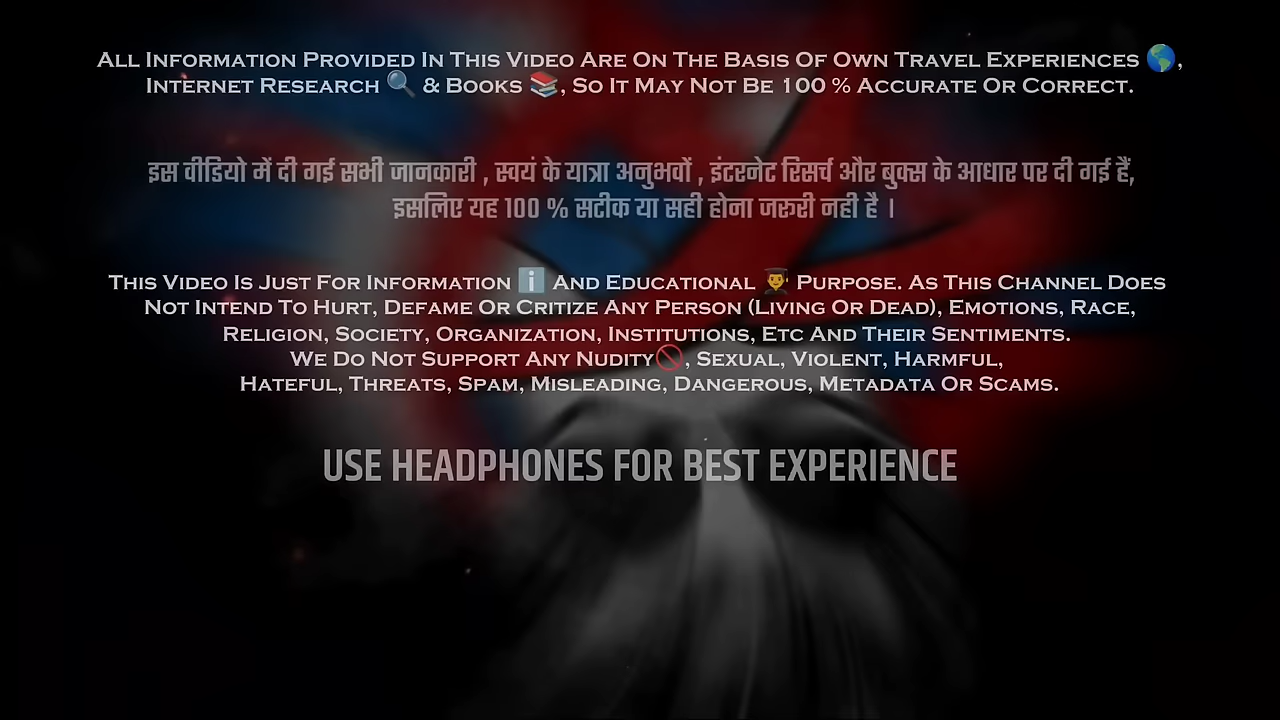 All Information Provided In This Video Are On The Basis Of Own Travel Experiences 🌎,
Internet Research 🔍 & Books 📚, So It May Not Be 100 % Accurate Or Correct.
इस वीडियो में दी गई सभी जानकारी , स्वयं के यात्रा अनुभवों , इंटरनेट रिसर्च और बुक्स के आधार पर दी गई हैं,
इसलिए यह 100 % सटीक या सही होना जरूरी नही है ।
This Video Is Just For Information ℹ️ And Educational 👨‍🎓 Purpose. As This Channel Does
Not Intend To Hurt, Defame Or Critize Any Person (Living Or Dead), Emotions, Race,
Religion, Society, Organization, Institutions, Etc And Their Sentiments.
We Do Not Support Any Nudity🚫, Sexual, Violent, Harmful,
Hateful, Threats, Spam, Misleading, Dangerous, Metadata Or Scams.
USE HEADPHONES FOR BEST EXPERIENCE